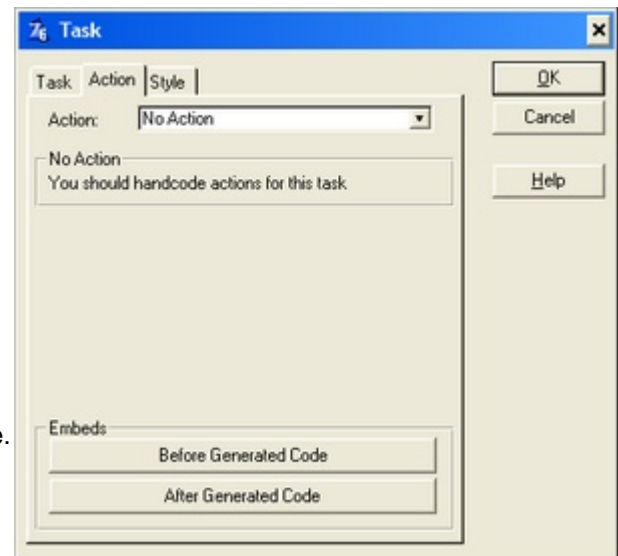 Task
Task Action Style
OK
Action: No Action
Cancel
No Action
You should handcode actions for this task
Help
e.
Embeds
Before Generated Code
After Generated Code